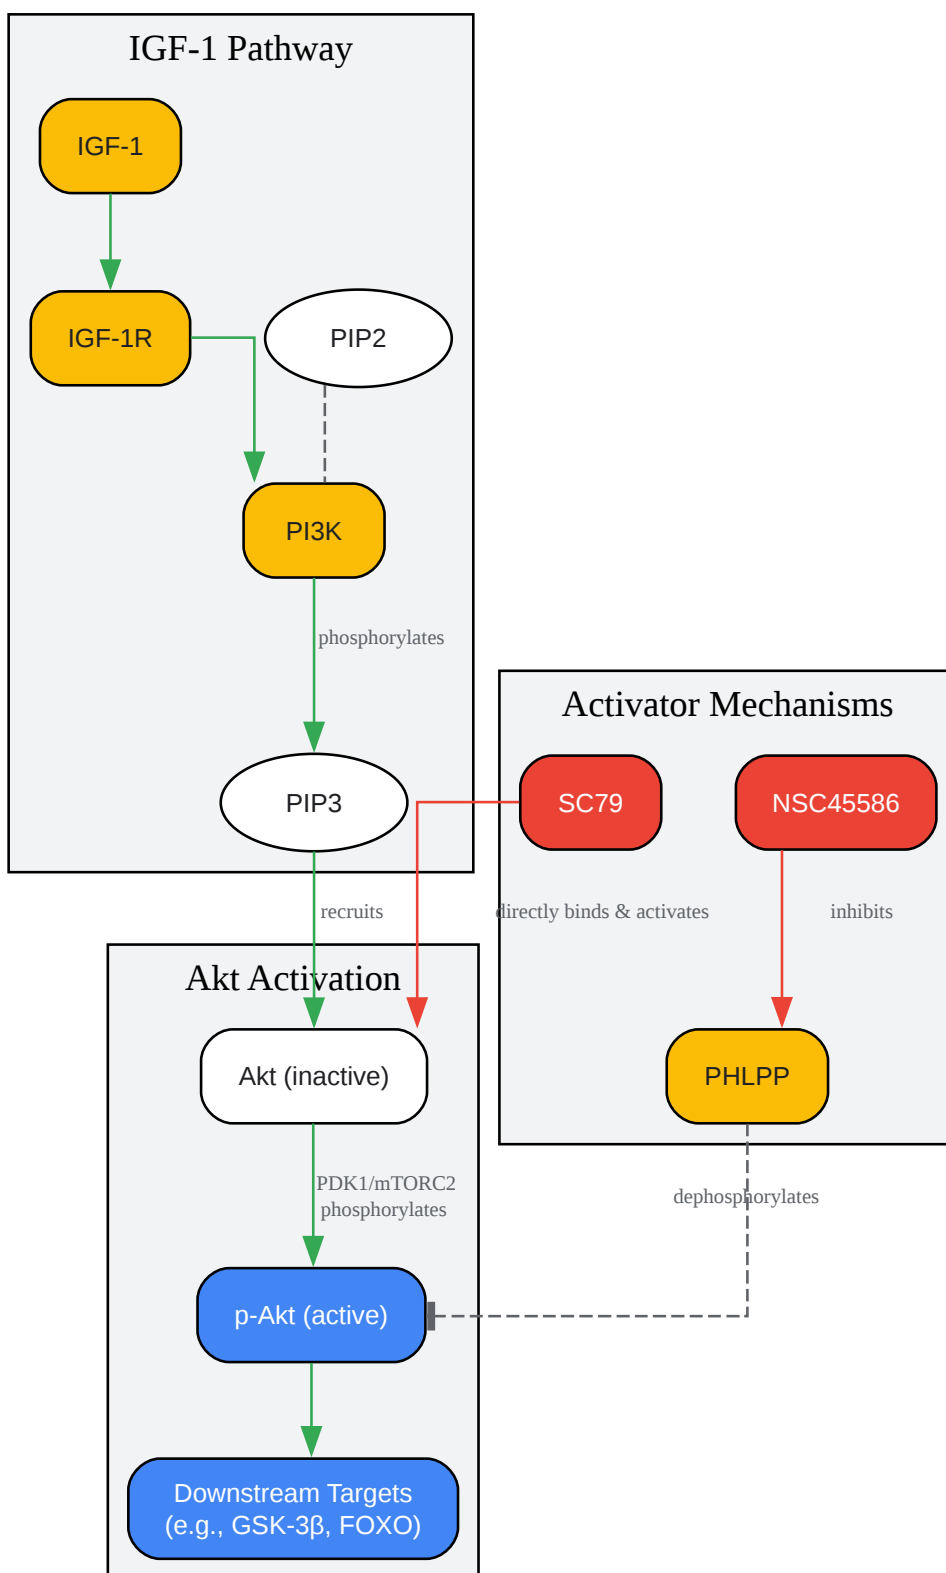 IGF-1 Pathway
IGF-1
IGF-1R
PIP2
PI3K
phosphorylates
Activator Mechanisms
PIP3
SC79
NSC45586
recruits
directly binds & activates
inhibits
Akt Activation
Akt (inactive)
PHLPP
PDK1/mTORC2
phosphorylates
dephosphorylates
p-Akt (active)
Downstream Targets
(e.g., GSK-3β, FOXO)